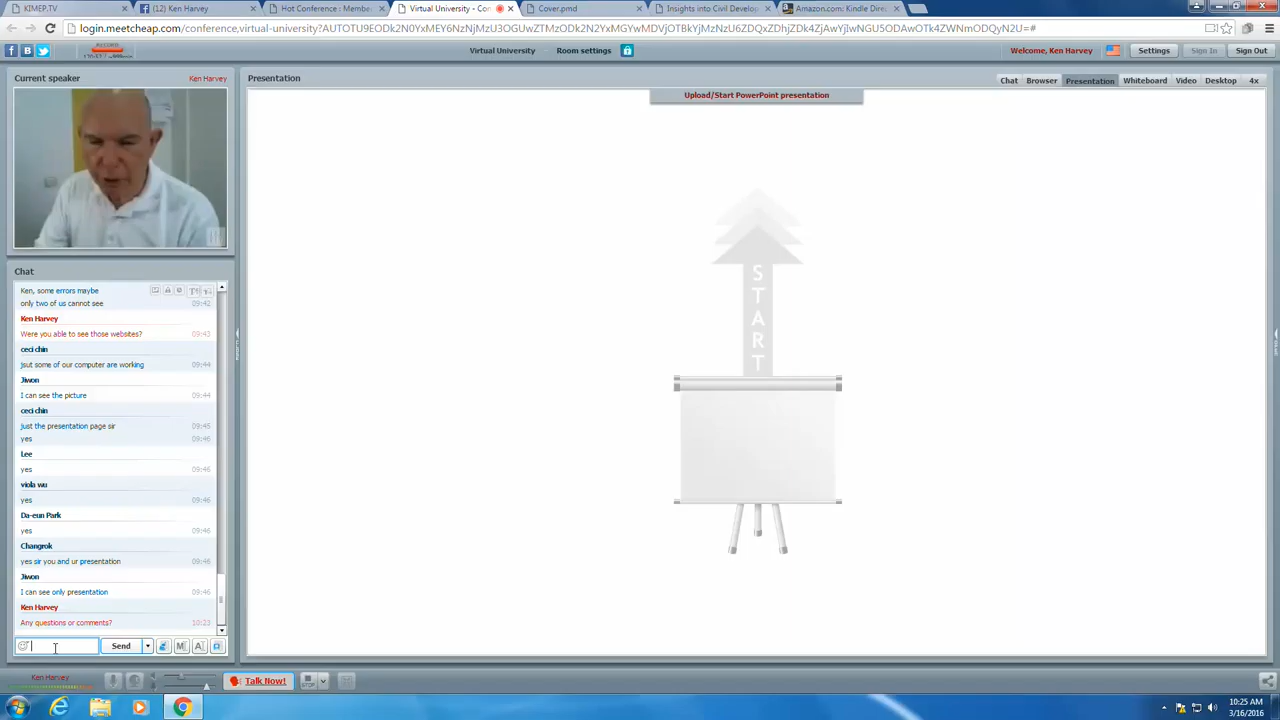 KIMEP.TV
(12) Ken Harvey
Hot Conference : Membe
Virtual University - Con
Cover.pmd
Insights into Civil Develop
Amazon.com: Kindle Dire
Virtual University
Room settings
Welcome, Ken Harvey
Settings
Sign In
Sign Out
Current speaker
Ken Harvey
Presentation
Chat
Browser
Presentation
Whiteboard
Video
Desktop
4x
Upload/Start PowerPoint presentation
START
Chat
Ken, some errors maybe
only two of us cannot see 09:42
Ken Harvey
Were you able to see those websites? 09:43
ceci chin
jsut some of our computer are working 09:44
Jiwon
I can see the picture 09:44
ceci chin
just the presentation page sir 09:45
yes 09:46
Lee
yes 09:46
viola wu
yes 09:46
Da-eun Park
yes 09:46
Changrok
yes sir you and ur presentation 09:46
Jiwon
I can see only presentation 09:46
Ken Harvey
Any questions or comments? 10:23
Send
Ken Harvey
Talk Now!
STOP
10:25 AM
3/16/2016